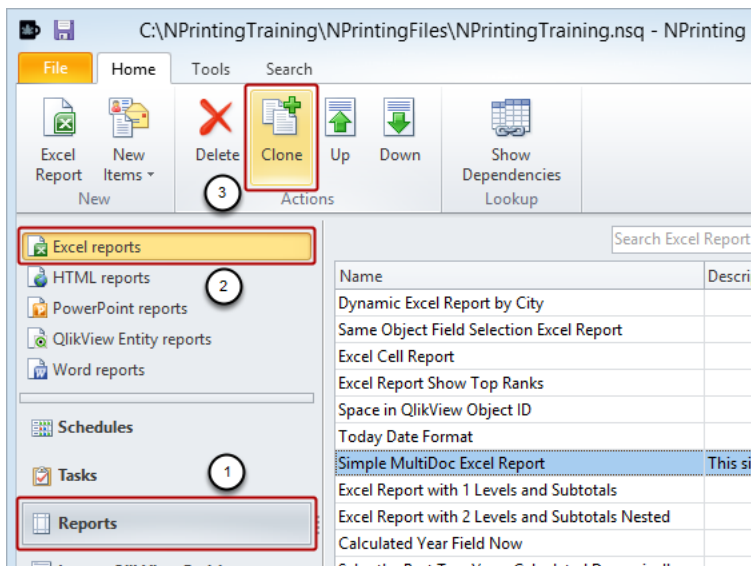 C:\NPrintingTraining\NPrintingFiles\NPrintingTraining.nsq - NPrinting
File Home Tools Search
Excel Report
New Items
Delete
Clone
Up
Down
Show Dependencies
New
3
Actions
Lookup
Excel reports
Search Excel Report
HTML reports
2
Name Descri
PowerPoint reports
Dynamic Excel Report by City
QlikView Entity reports
Same Object Field Selection Excel Report
Word reports
Excel Cell Report
Excel Report Show Top Ranks
Space in QlikView Object ID
Schedules
Today Date Format
Tasks
1
Simple MultiDoc Excel Report This si
Excel Report with 1 Levels and Subtotals
Reports
Excel Report with 2 Levels and Subtotals Nested
Calculated Year Field Now